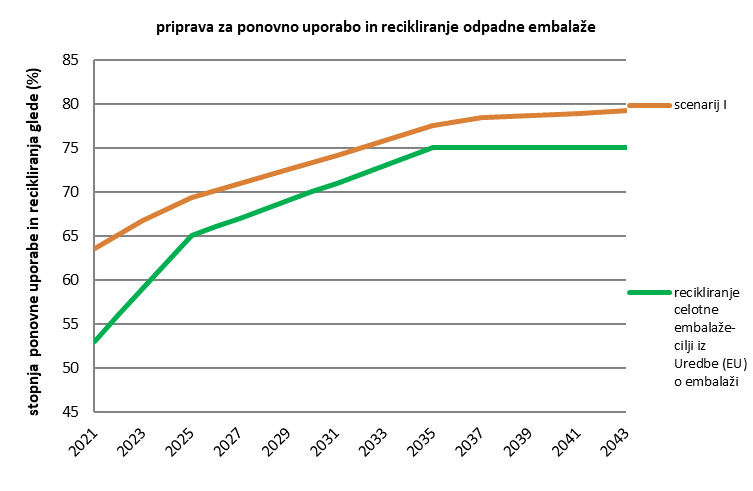 priprava za ponovno uporabo in recikliranje odpadne embalaže
stopnja ponovne uporabe in recikliranja glede (%)
85
80
75
70
65
60
55
50
45
2021
2023
2025
2027
2029
2031
2033
2035
2037
2039
2041
2043
scenarij I
recikliranje
celotne
embalaže-
cilji iz
Uredbe (EU)
o embalaži